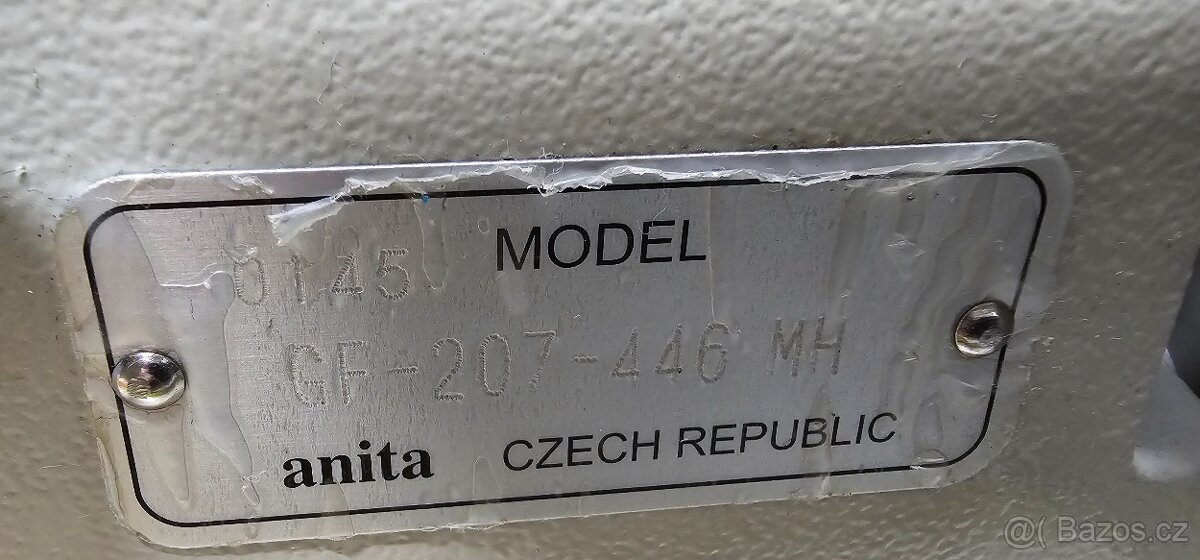 MODEL
0145
GF-207-446 MH
anita CZECH REPUBLIC
@( Bazos.cz